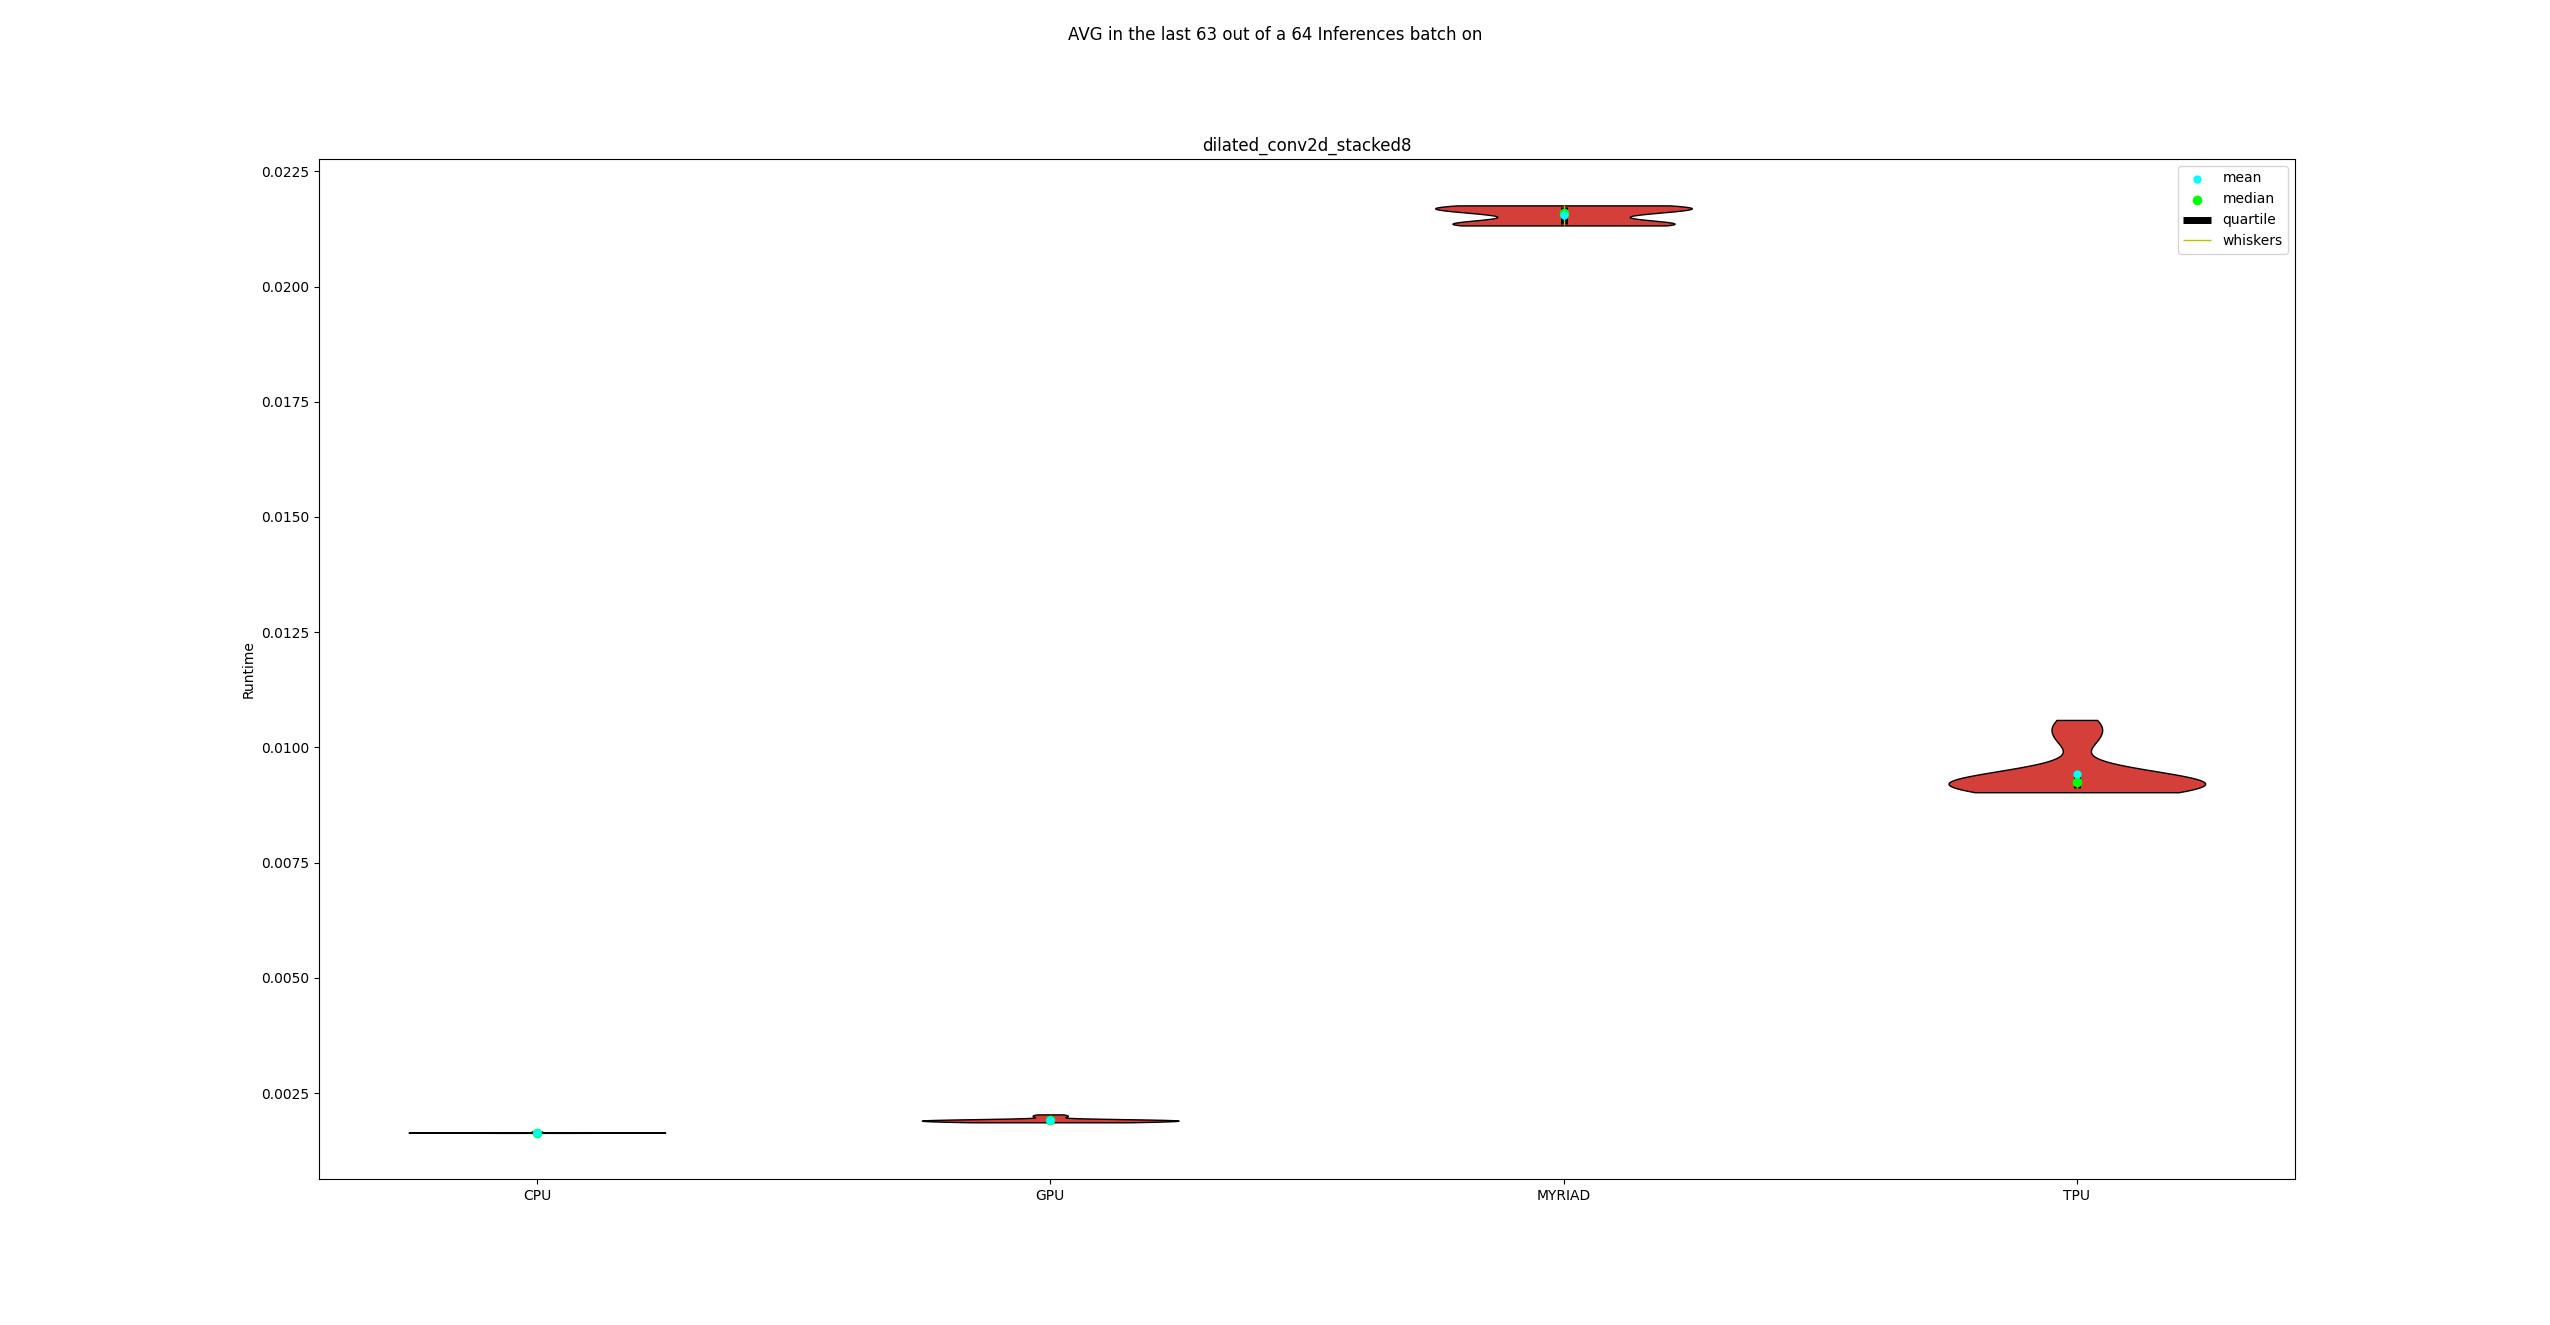 AVG in the last 63 out of a 64 Inferences batch on
dilated_conv2d_stacked8
0.0225
0.0200
0.0175
0.0150
0.0125
0.0100
0.0075
0.0050
0.0025
Runtime
mean
median
quartile
whiskers
CPU
GPU
MYRIAD
TPU